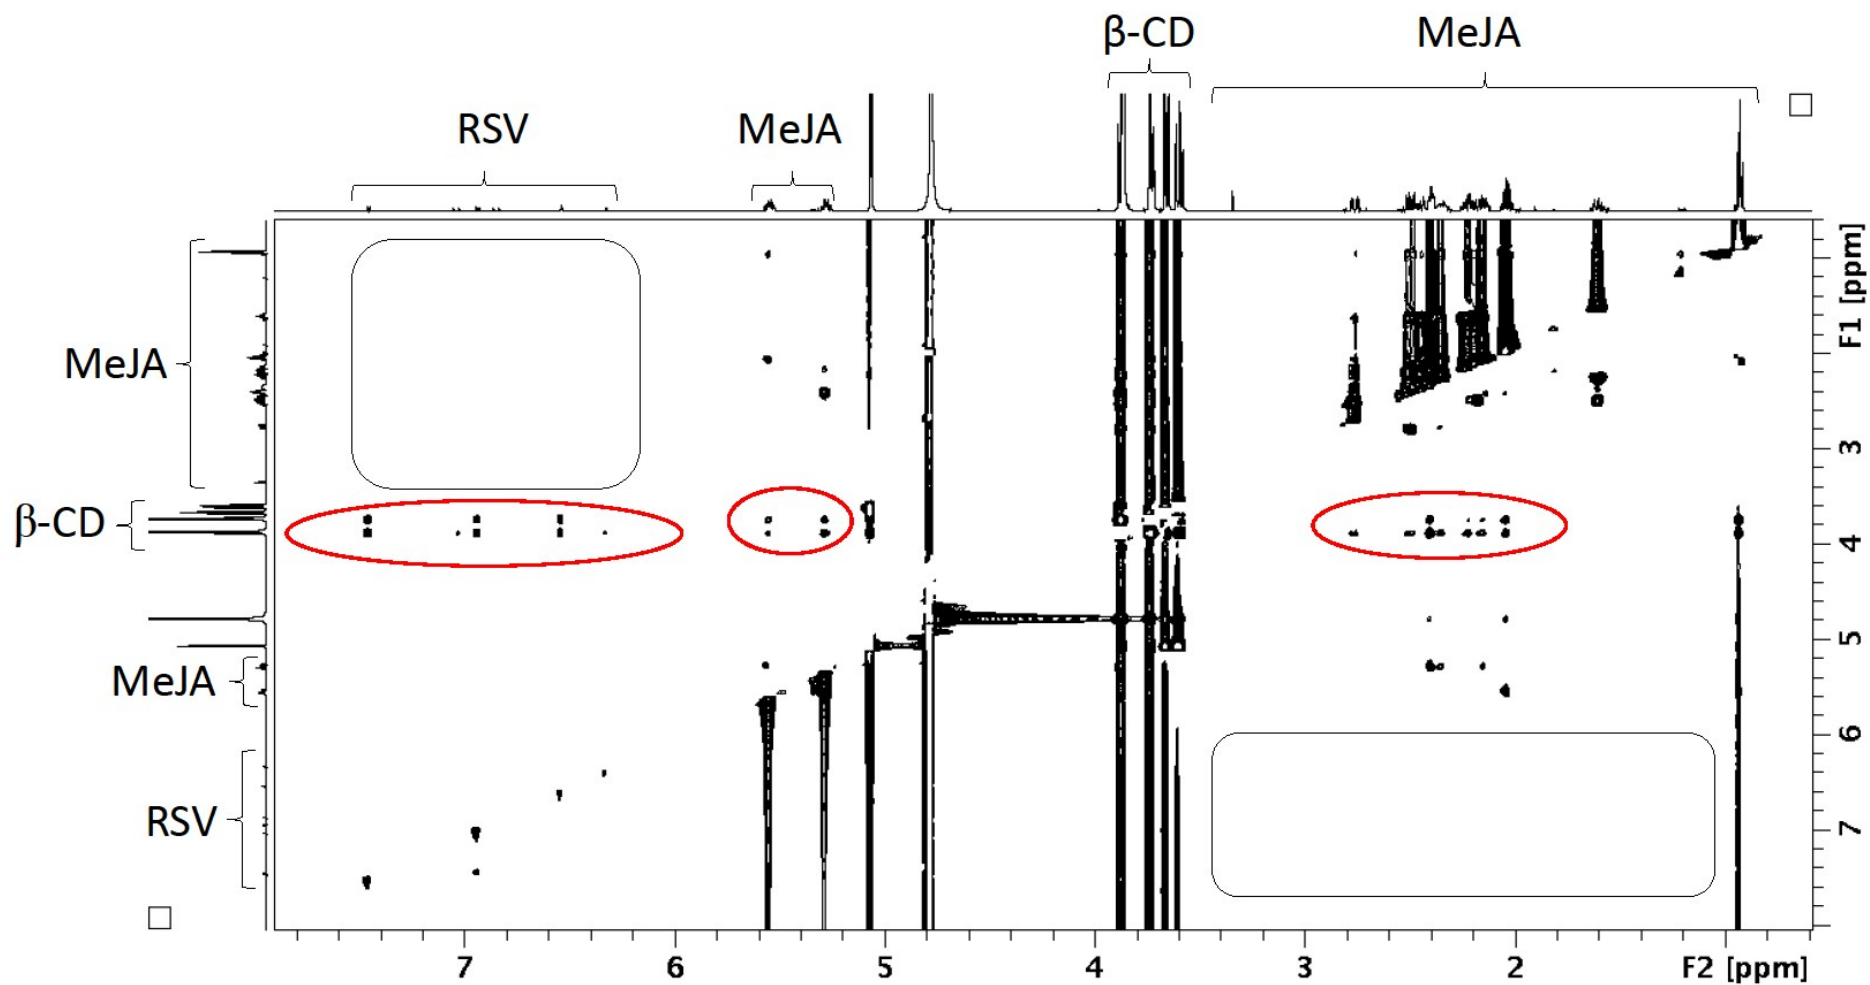 β-CD
MeJA
RSV
MeJA
MeJA
β-CD
MeJA
RSV
F1 [ppm]
3
4
5
6
7
7
6
5
4
3
2
F2 [ppm]